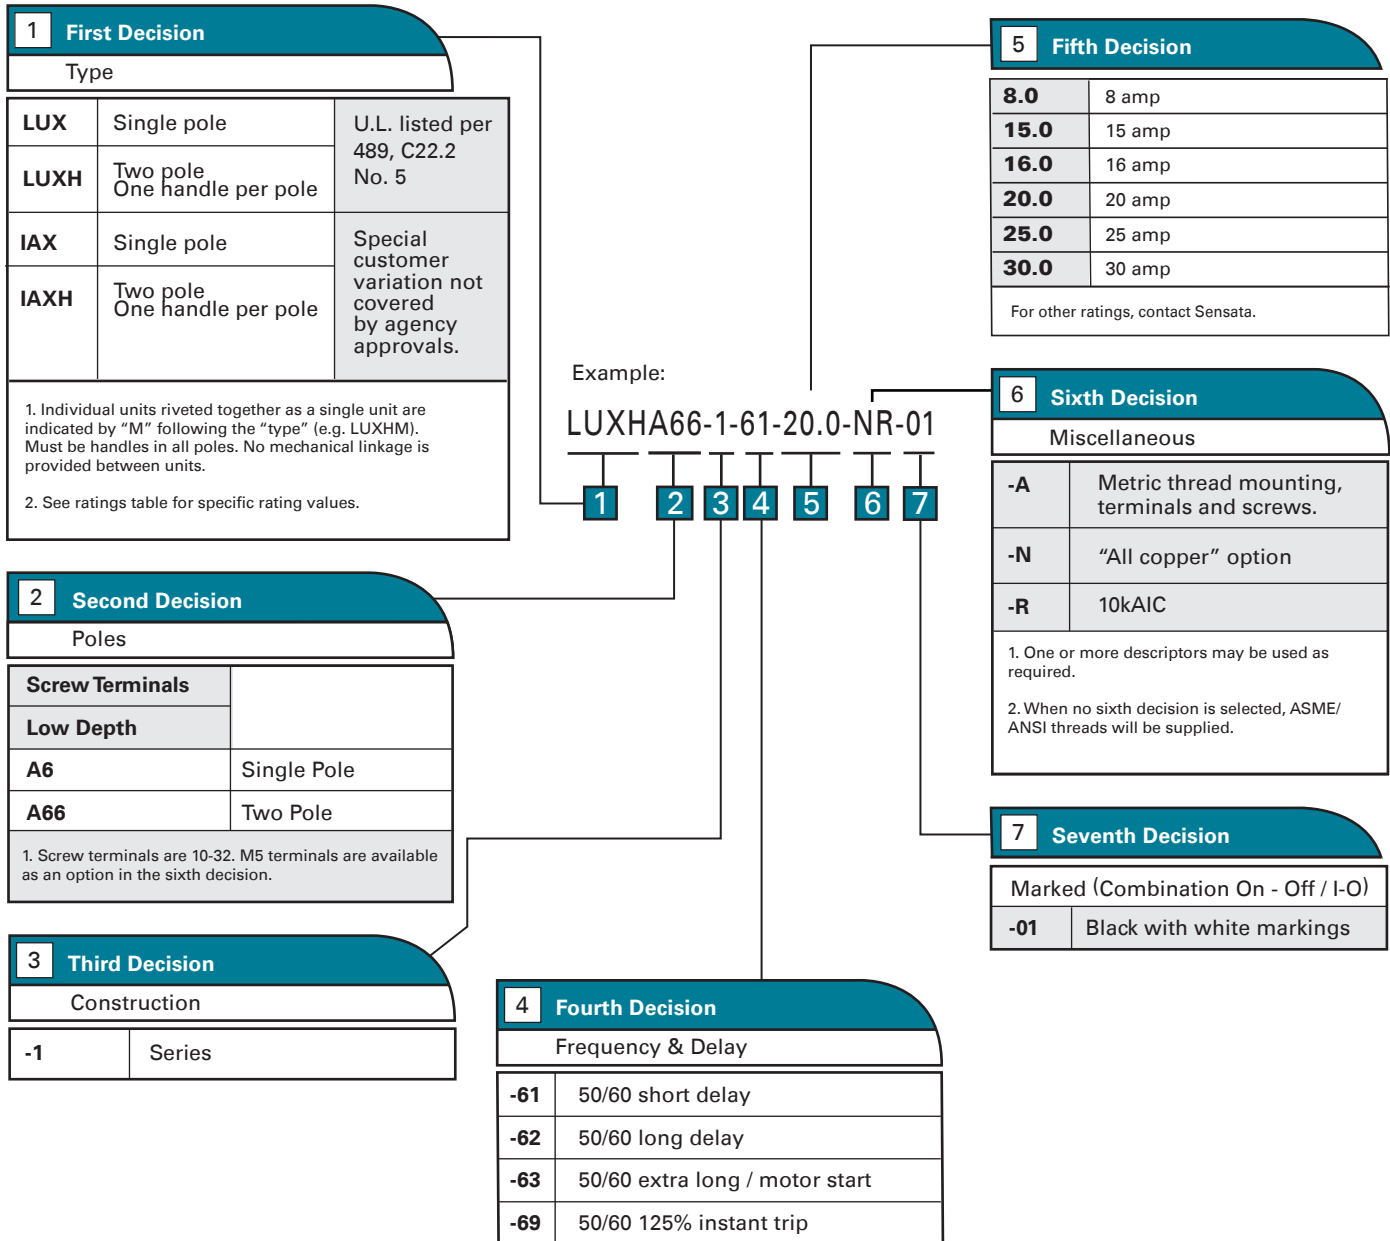 1 First Decision
Type
LUX Single pole
U.L. listed per
489, C22.2
No. 5
LUXH Two pole
One handle per pole
IAX Single pole
Special
customer
variation not
covered
by agency
approvals.
IAXH Two pole
One handle per pole
1. Individual units riveted together as a single unit are
indicated by “M” following the “type” (e.g. LUXHM).
Must be handles in all poles. No mechanical linkage is
provided between units.
2. See ratings table for specific rating values.
2 Second Decision
Poles
Screw Terminals
Low Depth
A6 Single Pole
A66 Two Pole
1. Screw terminals are 10-32. M5 terminals are available
as an option in the sixth decision.
3 Third Decision
Construction
-1 Series
Example:
LUXHA66-1-61-20.0-NR-01
1 2 3 4 5 6 7
4 Fourth Decision
Frequency & Delay
-61 50/60 short delay
-62 50/60 long delay
-63 50/60 extra long / motor start
-69 50/60 125% instant trip
5 Fifth Decision
8.0 8 amp
15.0 15 amp
16.0 16 amp
20.0 20 amp
25.0 25 amp
30.0 30 amp
For other ratings, contact Sensata.
6 Sixth Decision
Miscellaneous
-A Metric thread mounting,
terminals and screws.
-N “All copper” option
-R 10kAIC
1. One or more descriptors may be used as
required.
2. When no sixth decision is selected, ASME/
ANSI threads will be supplied.
7 Seventh Decision
Marked (Combination On - Off / I-O)
-01 Black with white markings